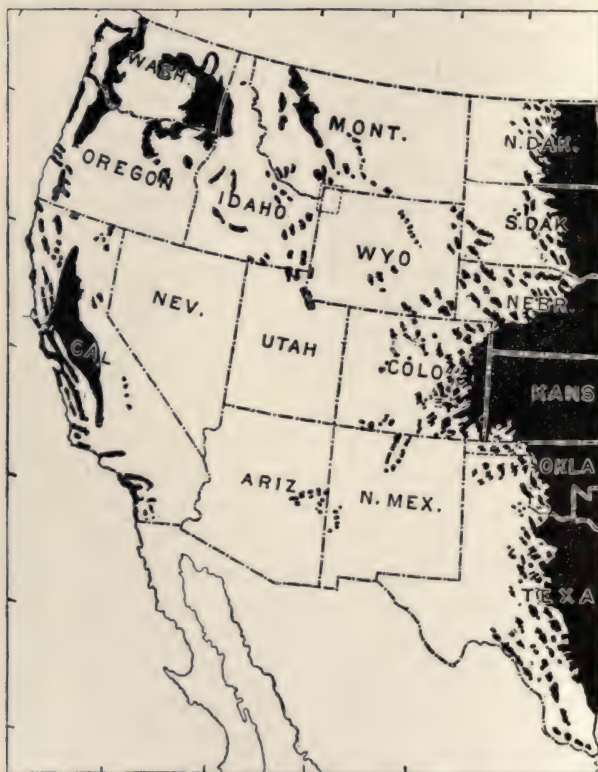 WASH.
MONT.
N. DAK.
OREGON
IDAHO
S. DAK
WYO
NEBR.
NEV.
UTAH
COLO
CAL
KANS
ARIZ
N. MEX.
OKLA
TEXA